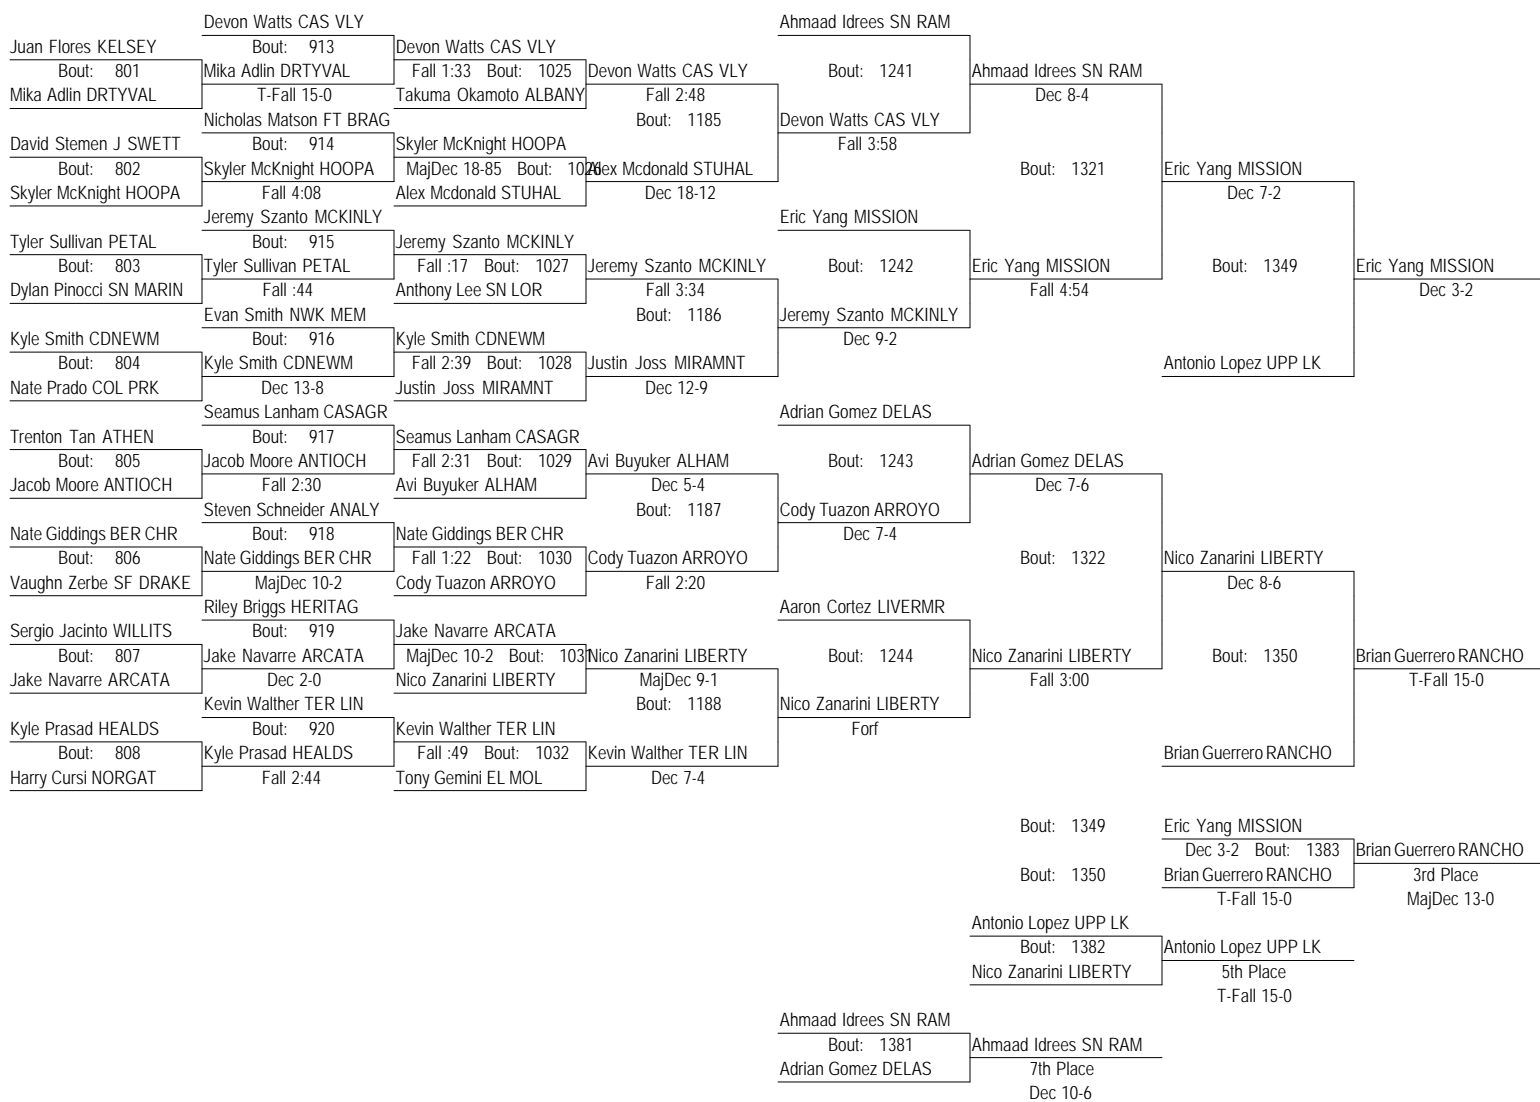 Devon Watts CAS VLY
Ahmaad Idrees SN RAM
Juan Flores KELSEY
Bout: 913
Devon Watts CAS VLY
Bout: 801
Mika Adlin DRTYVAL
Fall 1:33 Bout: 1025
Devon Watts CAS VLY
Bout: 1241
Ahmaad Idrees SN RAM
Mika Adlin DRTYVAL
T-Fall 15-0
Takuma Okamoto ALBANY
Fall 2:48
Dec 8-4
Nicholas Matson FT BRAG
Bout: 1185
Devon Watts CAS VLY
David Stemen J SWETT
Bout: 914
Skyler McKnight HOOPA
Fall 3:58
Bout: 802
Skyler McKnight HOOPA
MajDec 18-85 Bout: 1026
Alex Mcdonald STUHAL
Bout: 1321
Eric Yang MISSION
Skyler McKnight HOOPA
Fall 4:08
Alex Mcdonald STUHAL
Dec 18-12
Dec 7-2
Jeremy Szanto MCKINLY
Eric Yang MISSION
Tyler Sullivan PETAL
Bout: 915
Jeremy Szanto MCKINLY
Bout: 803
Tyler Sullivan PETAL
Fall :17 Bout: 1027
Jeremy Szanto MCKINLY
Bout: 1242
Eric Yang MISSION
Bout: 1349
Eric Yang MISSION
Dylan Pinocci SN MARIN
Fall :44
Anthony Lee SN LOR
Fall 3:34
Fall 4:54
Dec 3-2
Evan Smith NWK MEM
Bout: 1186
Jeremy Szanto MCKINLY
Kyle Smith CDNEWM
Bout: 916
Kyle Smith CDNEWM
Dec 9-2
Bout: 804
Kyle Smith CDNEWM
Fall 2:39 Bout: 1028
Justin Joss MIRAMNT
Antonio Lopez UPP LK
Nate Prado COL PRK
Dec 13-8
Justin Joss MIRAMNT
Dec 12-9
Seamus Lanham CASAGR
Adrian Gomez DELAS
Trenton Tan ATHEN
Bout: 917
Seamus Lanham CASAGR
Bout: 805
Jacob Moore ANTIOCH
Fall 2:31 Bout: 1029
Avi Buyuker ALHAM
Bout: 1243
Adrian Gomez DELAS
Jacob Moore ANTIOCH
Fall 2:30
Avi Buyuker ALHAM
Dec 5-4
Dec 7-6
Steven Schneider ANALY
Bout: 1187
Cody Tuazon ARROYO
Nate Giddings BER CHR
Bout: 918
Nate Giddings BER CHR
Dec 7-4
Bout: 806
Nate Giddings BER CHR
Fall 1:22 Bout: 1030
Cody Tuazon ARROYO
Bout: 1322
Nico Zanarini LIBERTY
Vaughn Zerbe SF DRAKE
MajDec 10-2
Cody Tuazon ARROYO
Fall 2:20
Dec 8-6
Riley Briggs HERITAG
Aaron Cortez LIVERMR
Sergio Jacinto WILLITS
Bout: 919
Jake Navarre ARCATA
Bout: 807
Jake Navarre ARCATA
MajDec 10-2 Bout: 1031
Nico Zanarini LIBERTY
Bout: 1244
Nico Zanarini LIBERTY
Bout: 1350
Brian Guerrero RANCHO
Jake Navarre ARCATA
Dec 2-0
Nico Zanarini LIBERTY
MajDec 9-1
Fall 3:00
T-Fall 15-0
Kevin Walther TER LIN
Bout: 1188
Nico Zanarini LIBERTY
Kyle Prasad HEALDS
Bout: 920
Kevin Walther TER LIN
Forf
Bout: 808
Kyle Prasad HEALDS
Fall :49 Bout: 1032
Kevin Walther TER LIN
Brian Guerrero RANCHO
Harry Cursi NORGAT
Fall 2:44
Tony Gemini EL MOL
Dec 7-4
Bout: 1349
Eric Yang MISSION
Dec 3-2 Bout: 1383
Brian Guerrero RANCHO
Bout: 1350
Brian Guerrero RANCHO
3rd Place
T-Fall 15-0
MajDec 13-0
Antonio Lopez UPP LK
Bout: 1382
Antonio Lopez UPP LK
Nico Zanarini LIBERTY
5th Place
T-Fall 15-0
Ahmaad Idrees SN RAM
Bout: 1381
Ahmaad Idrees SN RAM
Adrian Gomez DELAS
7th Place
Dec 10-6